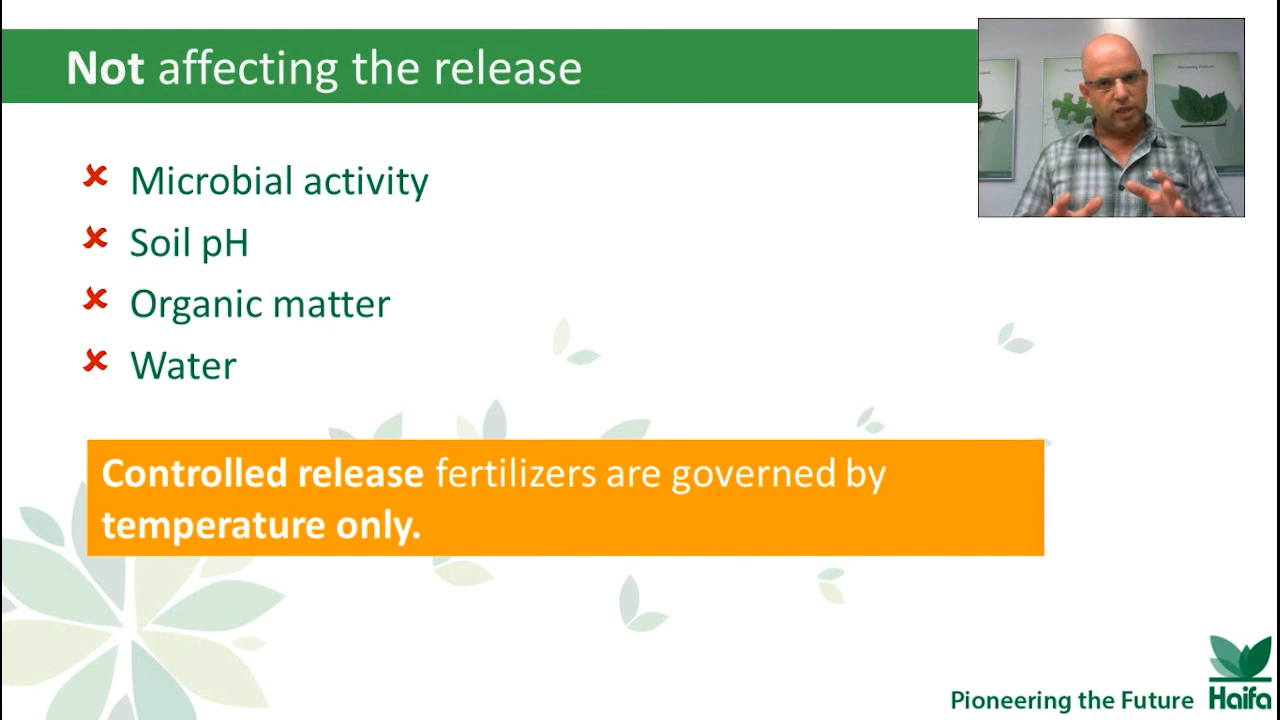 Not affecting the release
Microbial activity
Soil pH
Organic matter
Water
Controlled release fertilizers are governed by
temperature only.
Pioneering the Future
Haifa